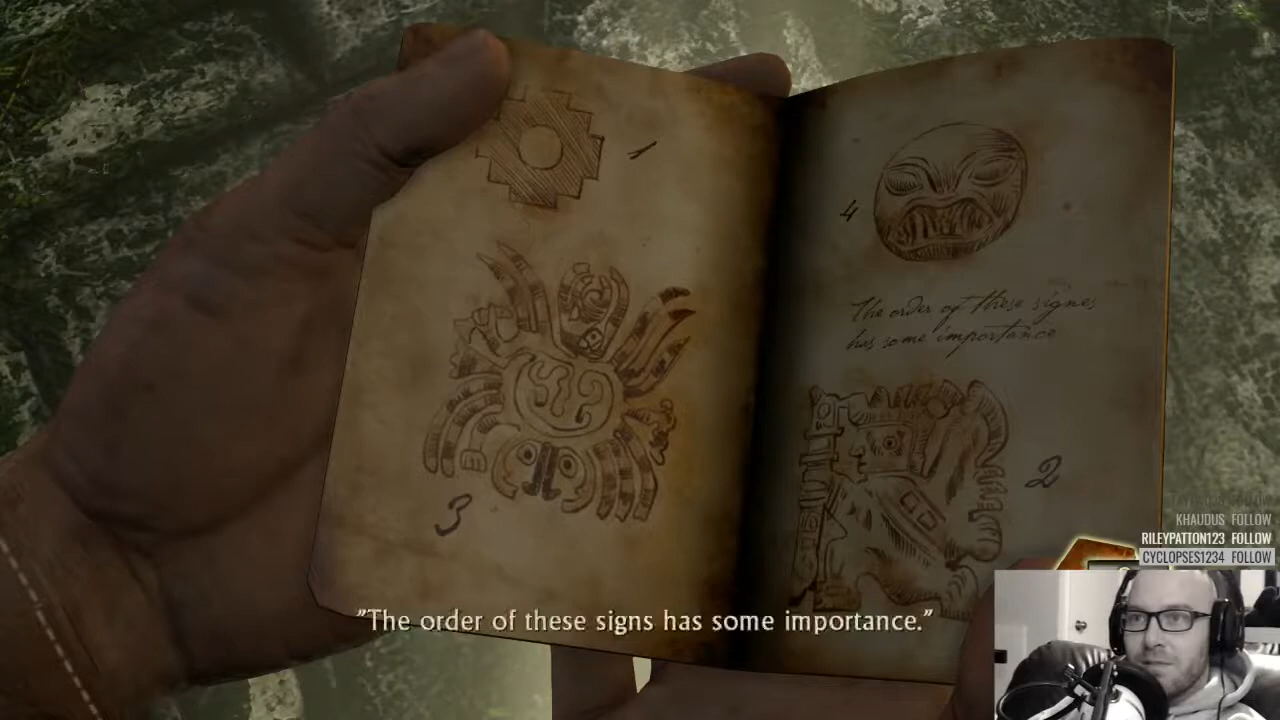 1
4
The order of these signes
has some importance
3
2
KHAUDUS FOLLOW
RILEYPATTON123 FOLLOW
CYCLOPSES1234 FOLLOW
"The order of these signs has some importance."